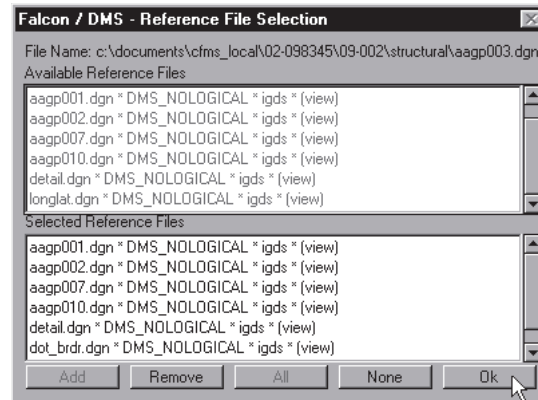 Falcon / DMS - Reference File Selection
File Name: c:\documents\cfms_local\02-098345\09-002\structural\aagp003.dgn
Available Reference Files
aagp001.dgn * DMS_NOLOGICAL * igds * (view)
aagp002.dgn * DMS_NOLOGICAL * igds * (view)
aagp007.dgn * DMS_NOLOGICAL * igds * (view)
aagp010.dgn * DMS_NOLOGICAL * igds * (view)
detail.dgn * DMS_NOLOGICAL * igds * (view)
longlat.dgn * DMS_NOLOGICAL * igds * (view)
Selected Reference Files
aagp001.dgn * DMS_NOLOGICAL * igds * (view)
aagp002.dgn * DMS_NOLOGICAL * igds * (view)
aagp007.dgn * DMS_NOLOGICAL * igds * (view)
aagp010.dgn * DMS_NOLOGICAL * igds * (view)
detail.dgn * DMS_NOLOGICAL * igds * (view)
dot_brdr.dgn * DMS_NOLOGICAL * igds * (view)
Add Remove All None Ok